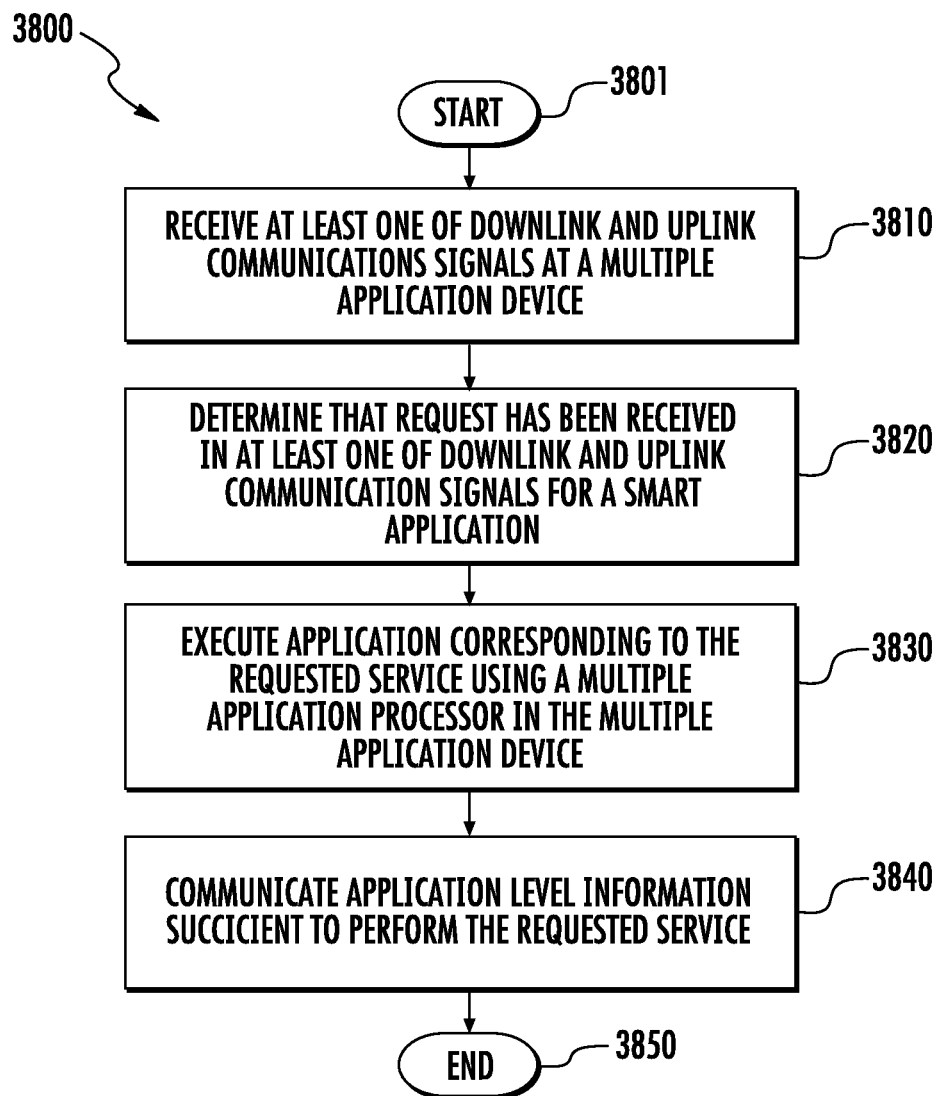 3800
START
3801
RECEIVE AT LEAST ONE OF DOWNLINK AND UPLINK
COMMUNICATIONS SIGNALS AT A MULTIPLE
APPLICATION DEVICE
3810
DETERMINE THAT REQUEST HAS BEEN RECEIVED
IN AT LEAST ONE OF DOWNLINK AND UPLINK
COMMUNICATION SIGNALS FOR A SMART
APPLICATION
3820
EXECUTE APPLICATION CORRESPONDING TO THE
REQUESTED SERVICE USING A MULTIPLE
APPLICATION PROCESSOR IN THE MULTIPLE
APPLICATION DEVICE
3830
COMMUNICATE APPLICATION LEVEL INFORMATION
SUCCICIENT TO PERFORM THE REQUESTED SERVICE
3840
END
3850